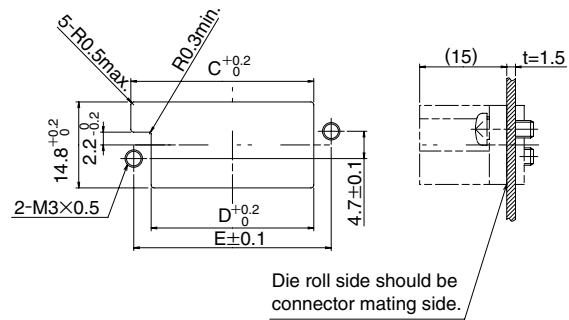 5-R0.5max.
R0.3min.
C+0.2 0
(15)
t=1.5
14.8+0.2 0
2.2 0 -0.2
4.7±0.1
2-M3×0.5
D+0.2 0
E±0.1
Die roll side should be
connector mating side.